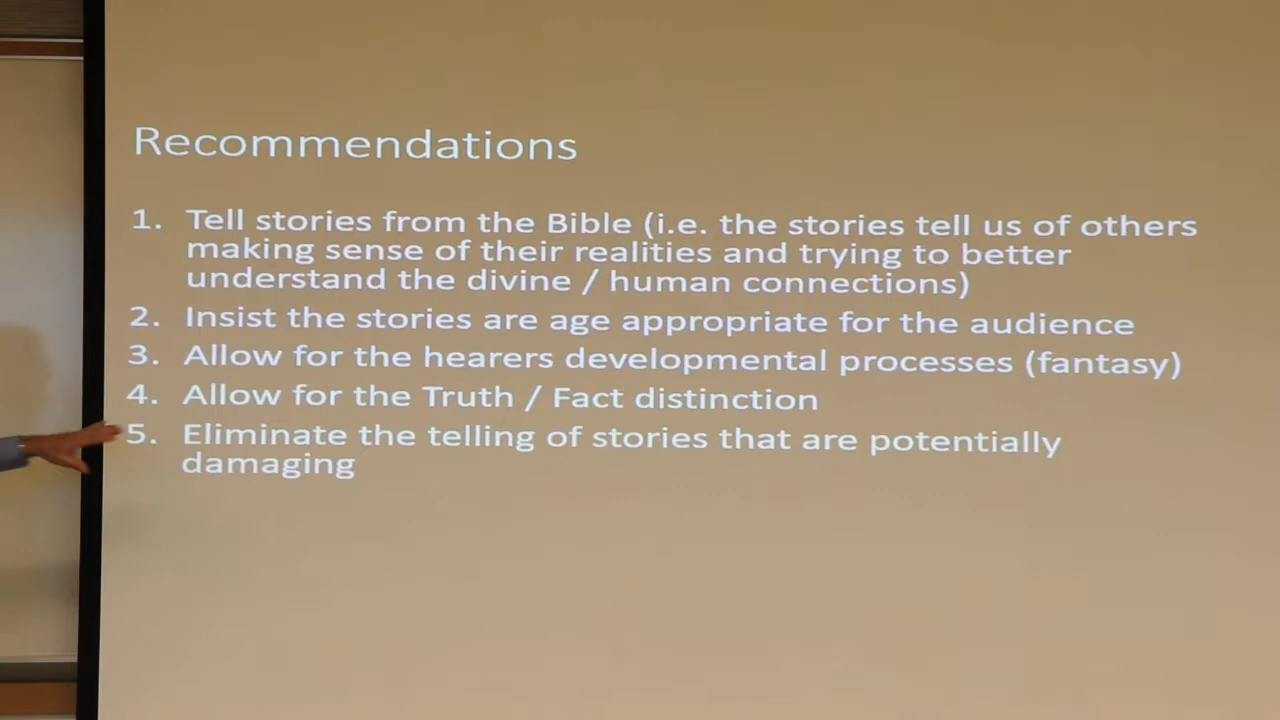 Recommendations
1. Tell stories from the Bible (i.e. the stories tell us of others
making sense of their realities and trying to better
understand the divine / human connections)
2. Insist the stories are age appropriate for the audience
3. Allow for the hearers developmental processes (fantasy)
4. Allow for the Truth / Fact distinction
5. Eliminate the telling of stories that are potentially
damaging